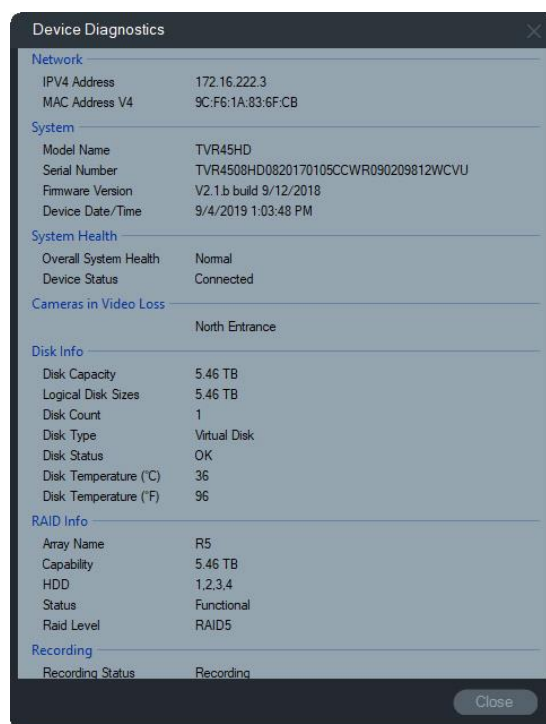 Device Diagnostics
Network
IPV4 Address 172.16.222.3
MAC Address V4 9C:F6:1A:83:6F:CB
System
Model Name TVR45HD
Serial Number TVR4508HD0820170105CCWR090209812WCVU
Firmware Version V2.1.b build 9/12/2018
Device Date/Time 9/4/2019 1:03:48 PM
System Health
Overall System Health Normal
Device Status Connected
Cameras in Video Loss
North Entrance
Disk Info
Disk Capacity 5.46 TB
Logical Disk Sizes 5.46 TB
Disk Count 1
Disk Type Virtual Disk
Disk Status OK
Disk Temperature (°C) 36
Disk Temperature (°F) 96
RAID Info
Array Name R5
Capability 5.46 TB
HDD 1,2,3,4
Status Functional
Raid Level RAID5
Recording
Recording Status Recording
Close